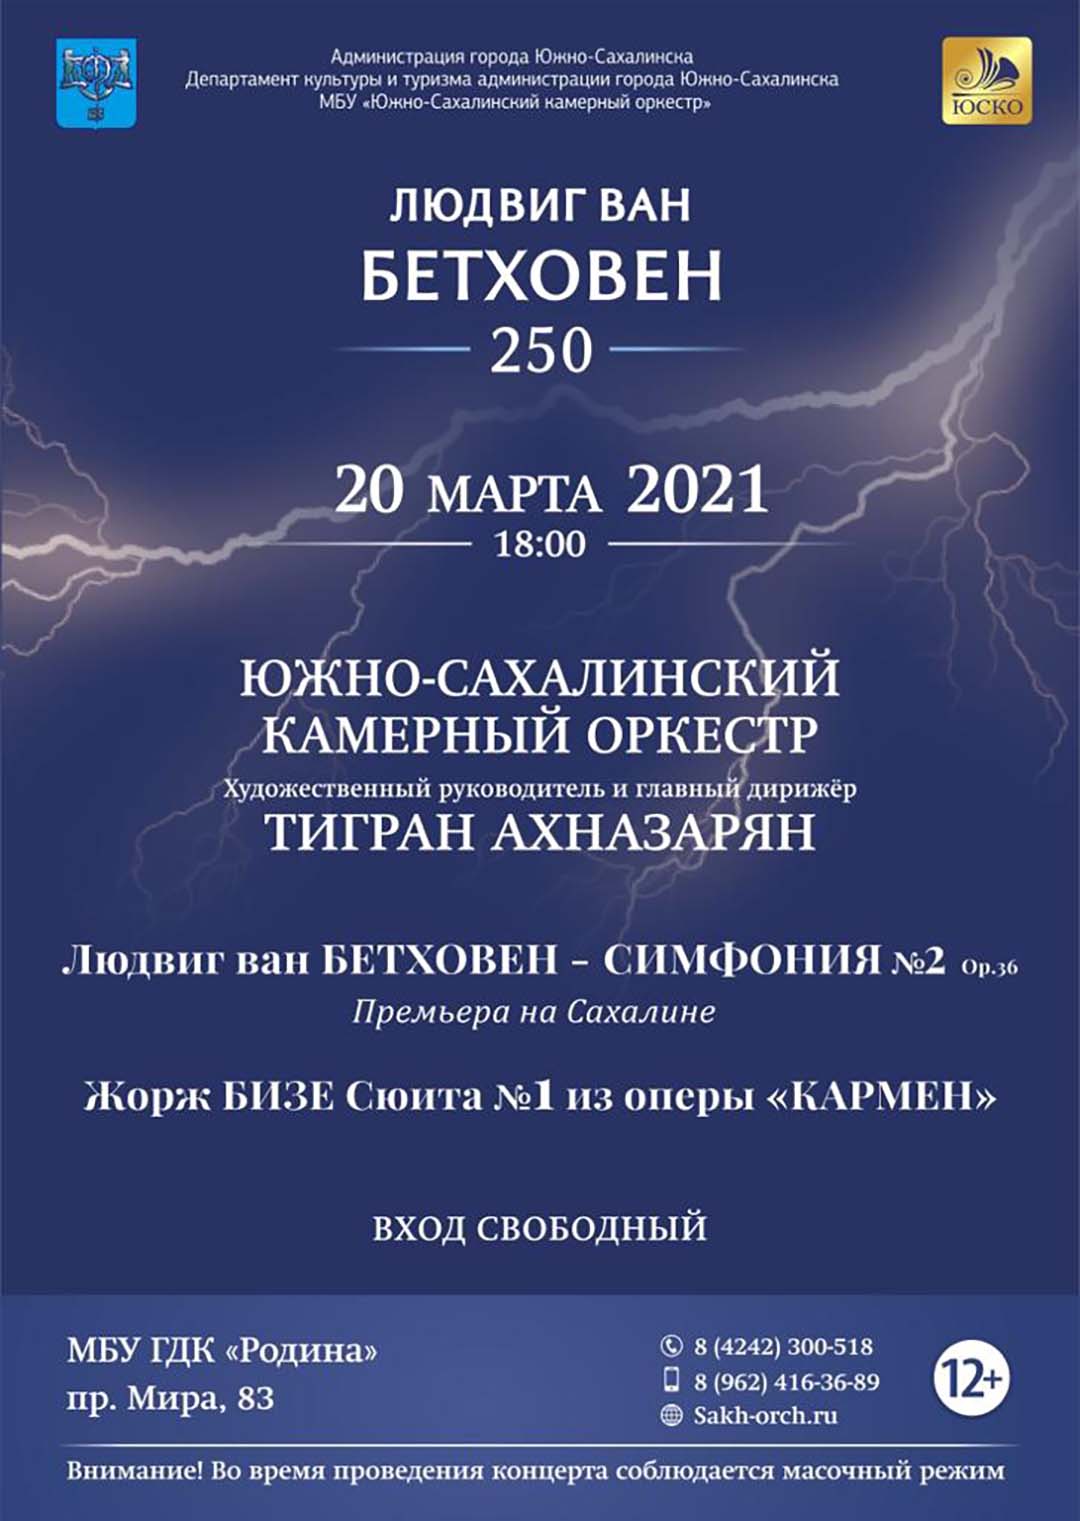 Администрация города Южно-Сахалинска
Департамент культуры и туризма администрации города Южно-Сахалинска
МБУ «Южно-Сахалинский камерный оркестр»
ЮСКО
ЛЮДВИГ ВАН
БЕТХОВЕН
250
20 МАРТА 2021
18:00
ЮЖНО-САХАЛИНСКИЙ
КАМЕРНЫЙ ОРКЕСТР
Художественный руководитель и главный дирижёр
ТИГРАН АХНАЗАРЯН
Людвиг ван БЕТХОВЕН – СИМФОНИЯ №2 Op.36
Премьера на Сахалине
Жорж БИЗЕ Сюита №1 из оперы «КАРМЕН»
ВХОД СВОБОДНЫЙ
МБУ ГДК «Родина»
пр. Мира, 83
8 (4242) 300-518
8 (962) 416-36-89
Sakh-orch.ru
12+
Внимание! Во время проведения концерта соблюдается масочный режим